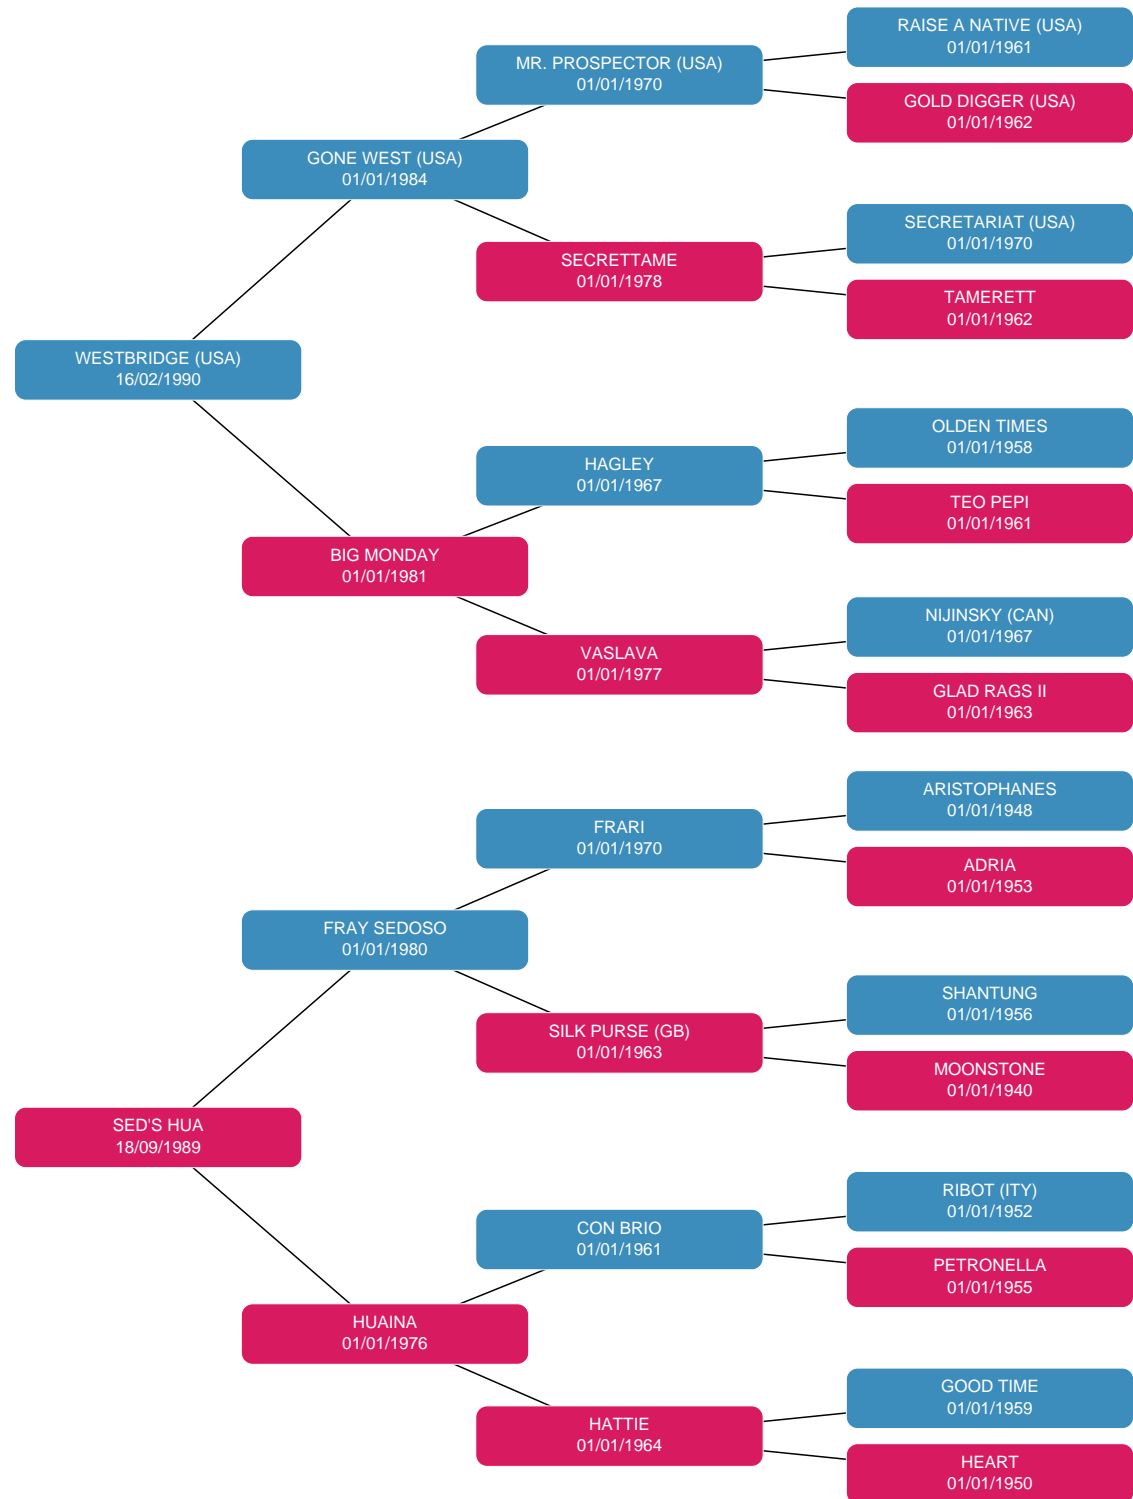 RAISE A NATIVE (USA)
01/01/1961
MR. PROSPECTOR (USA)
01/01/1970
GOLD DIGGER (USA)
01/01/1962
GONE WEST (USA)
01/01/1984
SECRETARIAT (USA)
01/01/1970
SECRETTAME
01/01/1978
TAMERETT
01/01/1962
WESTBRIDGE (USA)
16/02/1990
OLDEN TIMES
01/01/1958
HAGLEY
01/01/1967
TEO PEPI
01/01/1961
BIG MONDAY
01/01/1981
NIJINSKY (CAN)
01/01/1967
VASLAVA
01/01/1977
GLAD RAGS II
01/01/1963
ARISTOPHANES
01/01/1948
FRARI
01/01/1970
ADRIA
01/01/1953
FRAY SEDOSO
01/01/1980
SHANTUNG
01/01/1956
SILK PURSE (GB)
01/01/1963
MOONSTONE
01/01/1940
SED'S HUA
18/09/1989
RIBOT (ITY)
01/01/1952
CON BRIO
01/01/1961
PETRONELLA
01/01/1955
HUAINA
01/01/1976
GOOD TIME
01/01/1959
HATTIE
01/01/1964
HEART
01/01/1950